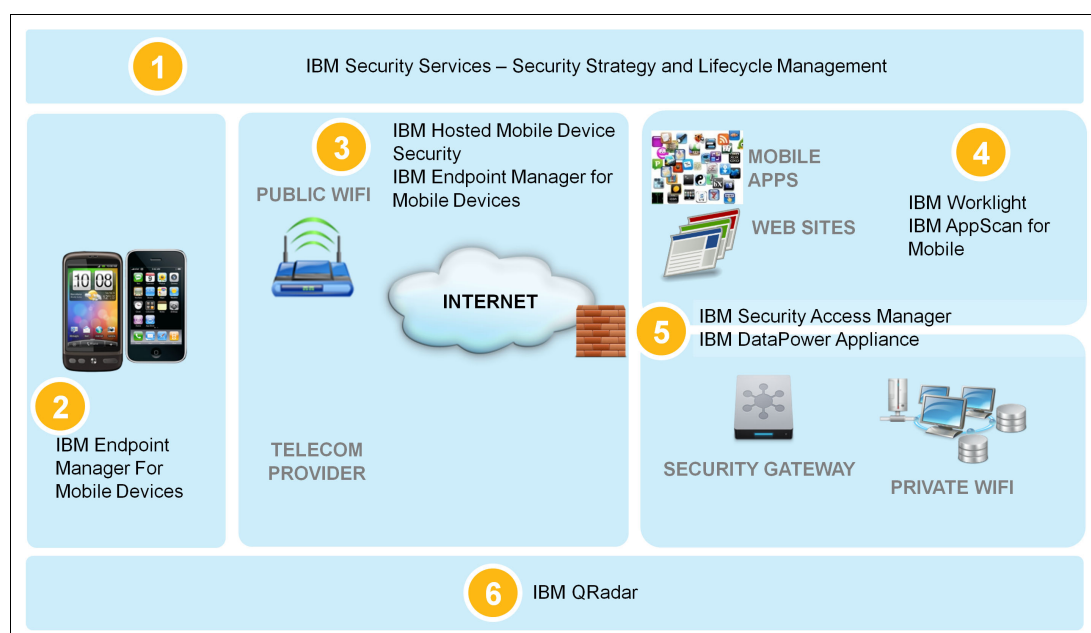 1
IBM Security Services – Security Strategy and Lifecycle Management
3
IBM Hosted Mobile Device
Security
IBM Endpoint Manager for
Mobile Devices
PUBLIC WIFI
INTERNET
TELECOM
PROVIDER
10 08
2
IBM Endpoint
Manager For
Mobile Devices
MOBILE
APPS
WEB SITES
4
IBM Worklight
IBM AppScan for
Mobile
5
IBM Security Access Manager
IBM DataPower Appliance
SECURITY GATEWAY
PRIVATE WIFI
6
IBM QRadar